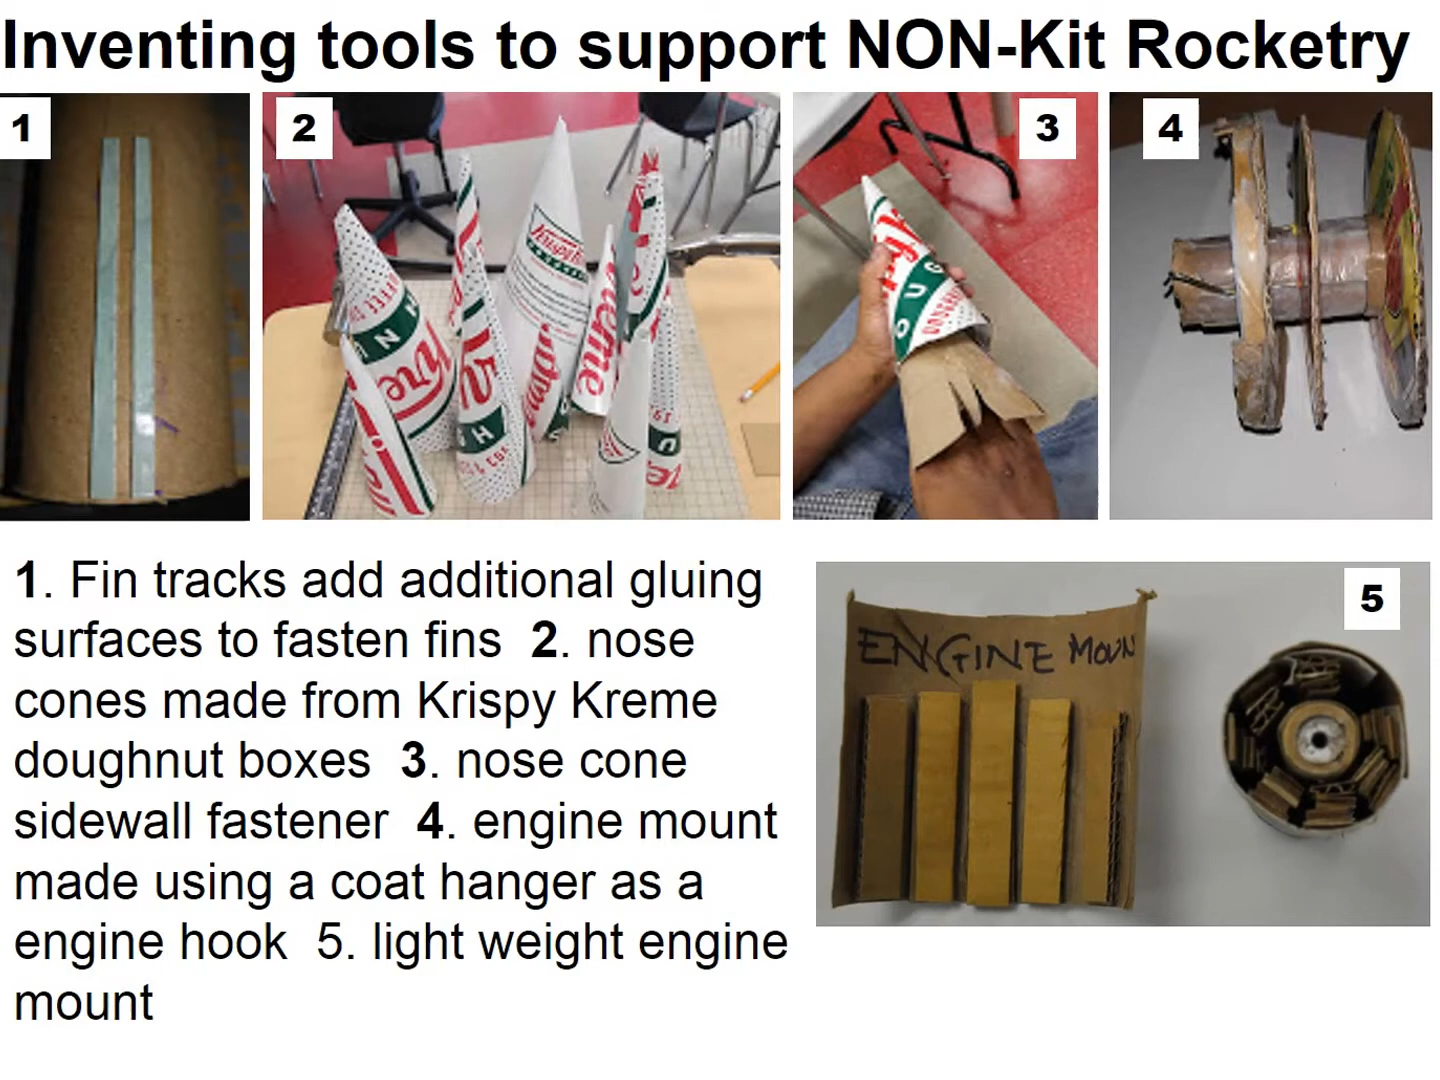 Inventing tools to support NON-Kit Rocketry
1
2
3
4
1. Fin tracks add additional gluing
surfaces to fasten fins 2. nose
cones made from Krispy Kreme
doughnut boxes 3. nose cone
sidewall fastener 4. engine mount
made using a coat hanger as a
engine hook 5. light weight engine
mount
5
ENGINE MOUN